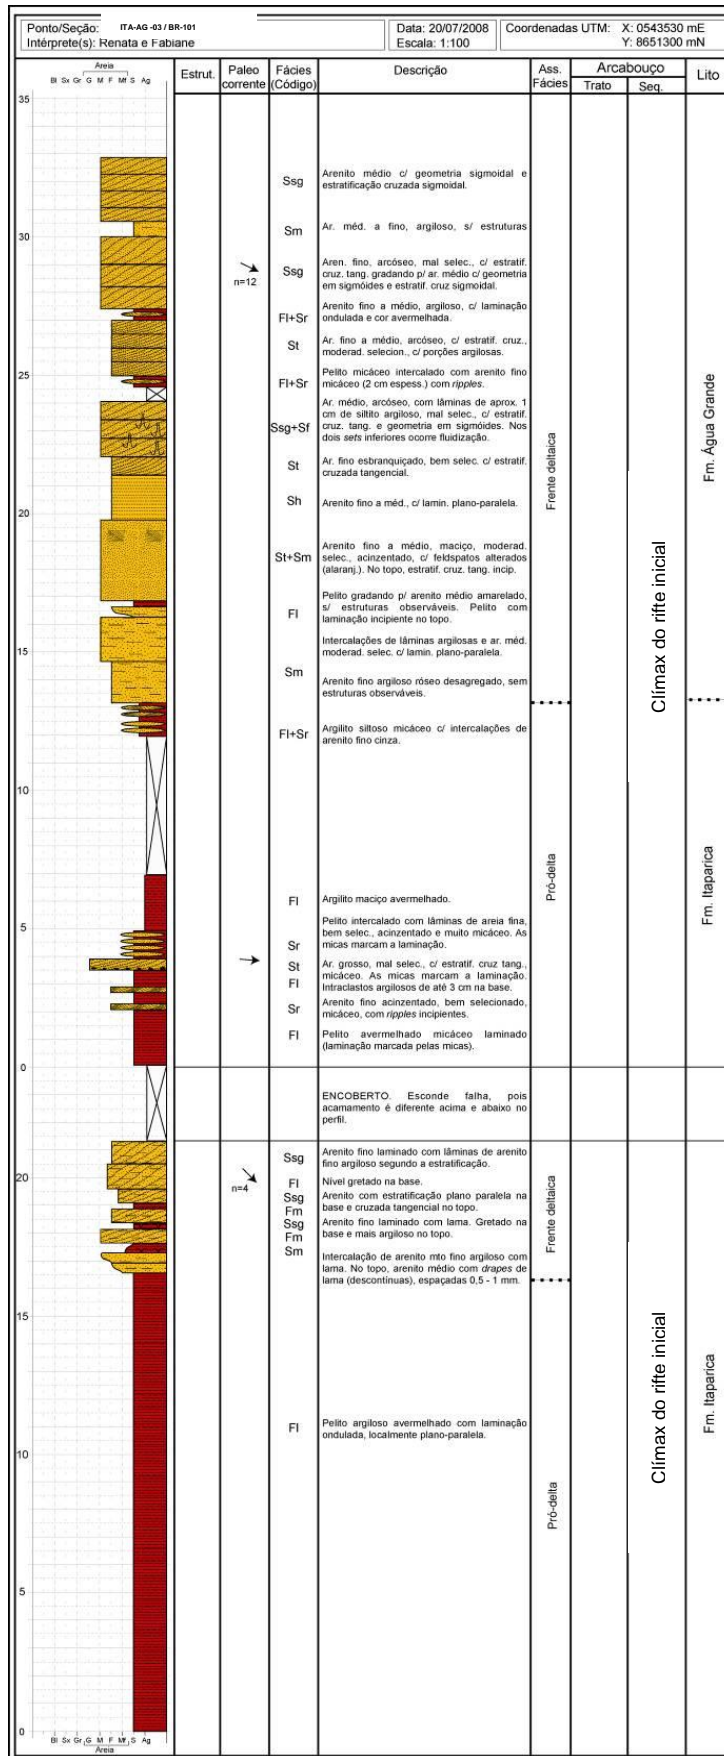 Ponto/Seção: ITA-AG -03 / BR-101
Intérprete(s): Renata e Fabiane
Data: 20/07/2008
Escala: 1:100
Coordenadas UTM: X: 0543530 mE
Y: 8651300 mN
Areia
Bl Sx Gr G M F Mf S Ag
Estrut.
Paleo
corrente
Fácies
(Código)
Descrição
Ass.
Fácies
Arcabouço
Trato
Seq.
Lito
35
Ssg
Arenito médio c/ geometria sigmoidal e
estratificação cruzada sigmoidal.
30
Sm
Ar. méd. a fino, argiloso, s/ estruturas
n=12
Ssg
Aren. fino, arcóseo, mal selec., c/ estratif.
cruz. tang. gradando p/ ar. médio c/ geometria
em sigmóides e estratif. cruz sigmoidal.
Fl+Sr
Arenito fino a médio, argiloso, c/ laminação
ondulada e cor avermelhada.
St
Ar. fino a médio, arcóseo, c/ estratif. cruz.,
moderad. selecion., c/ porções argilosas.
25
Fl+Sr
Pelito micáceo intercalado com arenito fino
micáceo (2 cm espess.) com ripples.
Ssg+Sf
Ar. médio, arcóseo, com lâminas de aprox. 1
cm de siltito argiloso, mal selec., c/ estratif.
cruz. tang. e geometria em sigmóides. Nos
dois sets inferiores ocorre fluidização.
St
Ar. fino esbranquiçado, bem selec. c/ estratif.
cruzada tangencial.
20
Sh
Arenito fino a méd., c/ lamin. plano-paralela.
St+Sm
Arenito fino a médio, maciço, moderad.
selec., acinzentado, c/ feldspatos alterados
(alaranj.). No topo, estratif. cruz. tang. incip.
Fl
Pelito gradando p/ arenito médio amarelado,
s/ estruturas observáveis. Pelito com
laminação incipiente no topo.
15
Intercalações de lâminas argilosas e ar. méd.
moderad. selec. c/ lamin. plano-paralela.
Sm
Arenito fino argiloso róseo desagregado, sem
estruturas observáveis.
Fl+Sr
Argilito siltoso micáceo c/ intercalações de
arenito fino cinza.
Frente deltaica
Clímax do rifte inicial
Fm. Água Grande
10
Fl
Argilito maciço avermelhado.
5
Sr
Pelito intercalado com lâminas de areia fina,
bem selec., acinzentado e muito micáceo. As
micas marcam a laminação.
St
Fl
Ar. grosso, mal selec., c/ estratif. cruz tang.,
micáceo. As micas marcam a laminação.
Intraclastos argilosos de até 3 cm na base.
Sr
Arenito fino acinzentado, bem selecionado,
micáceo, com ripples incipientes.
Fl
Pelito avermelhado micáceo laminado
(laminação marcada pelas micas).
0
Pró-delta
Fm. Itaparica
ENCOBERTO. Esconde falha, pois
acamamento é diferente acima e abaixo no
perfil.
Ssg
Arenito fino laminado com lâminas de arenito
fino argiloso segundo a estratificação.
20
n=4
Fl
Nível gretado na base.
Ssg
Arenito com estratificação plano paralela na
base e cruzada tangencial no topo.
Fm
Ssg
Arenito fino laminado com lama. Gretado na
base e mais argiloso no topo.
Fm
Sm
Intercalação de arenito mto fino argiloso com
lama. No topo, arenito médio com drapes de
lama (descontínuas), espaçadas 0,5 - 1 mm.
Frente deltaica
15
Fl
Pelito argiloso avermelhado com laminação
ondulada, localmente plano-paralela.
10
Pró-delta
Clímax do rifte inicial
Fm. Itaparica
5
0
Bl Sx Gr G M F Mf S Ag
Areia